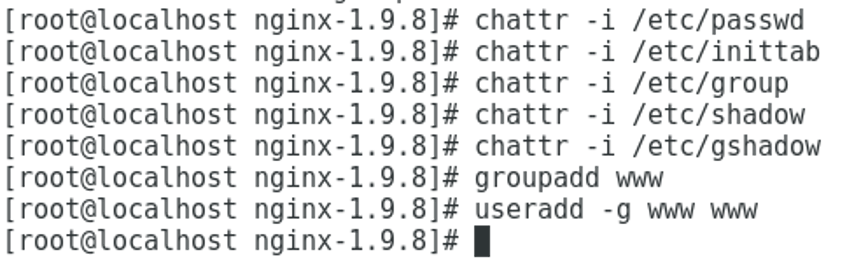 [root@localhost nginx-1.9.8]# chattr -i /etc/passwd
[root@localhost nginx-1.9.8]# chattr -i /etc/inittab
[root@localhost nginx-1.9.8]# chattr -i /etc/group
[root@localhost nginx-1.9.8]# chattr -i /etc/shadow
[root@localhost nginx-1.9.8]# chattr -i /etc/gshadow
[root@localhost nginx-1.9.8]# groupadd www
[root@localhost nginx-1.9.8]# useradd -g www www
[root@localhost nginx-1.9.8]#